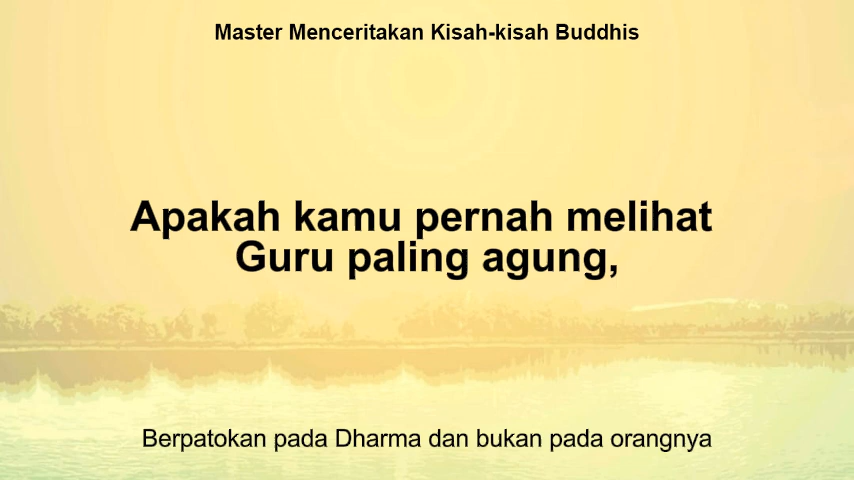 Master Menceritakan Kisah-kisah Buddhis
Apakah kamu pernah melihat
Guru paling agung,
Berpatokan pada Dharma dan bukan pada orangnya